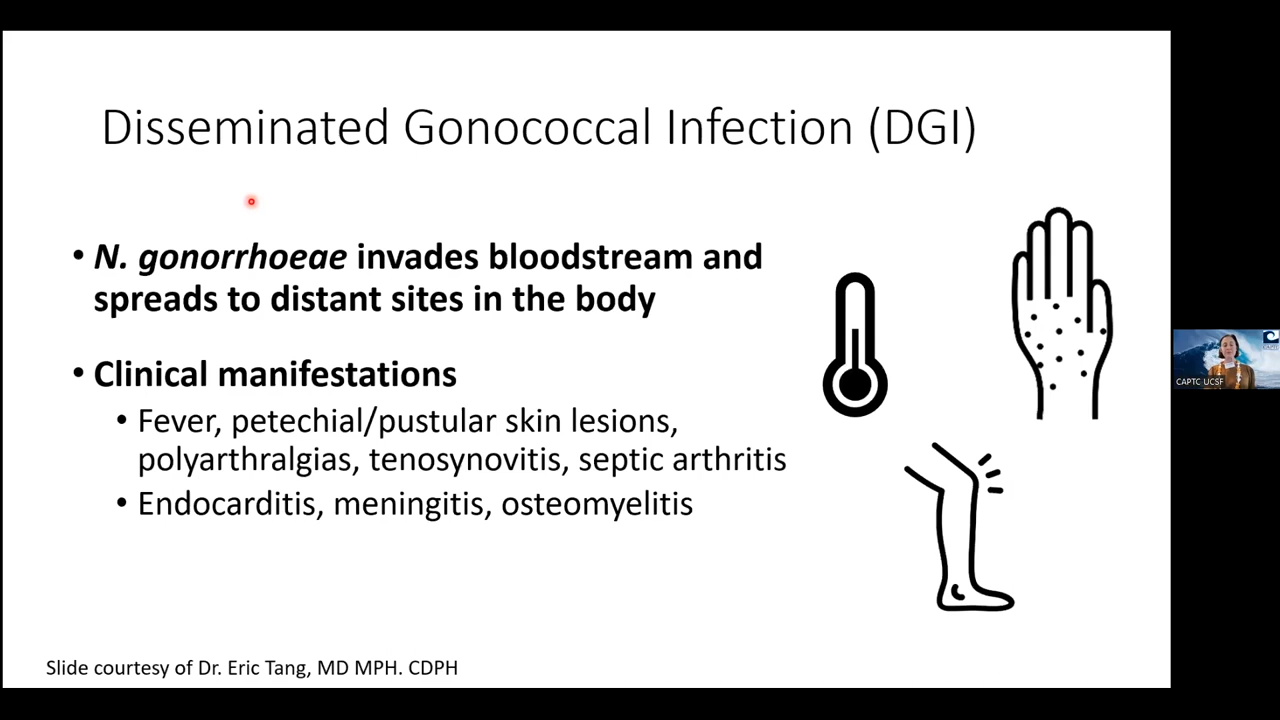 Disseminated Gonococcal Infection (DGI)
• N. gonorrhoeae invades bloodstream and
spreads to distant sites in the body
• Clinical manifestations
• Fever, petechial/pustular skin lesions,
polyarthralgias, tenosynovitis, septic arthritis
• Endocarditis, meningitis, osteomyelitis
Slide courtesy of Dr. Eric Tang, MD MPH. CDPH
CAPTC UCSF